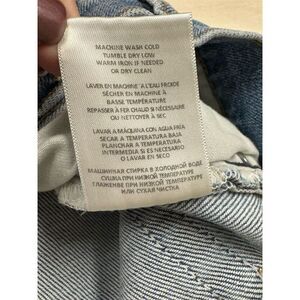 MACHINE WASH COLD
TUMBLE DRY LOW
WARM IRON IF NEEDED
OR DRY CLEAN
LAVER EN MACHINE A L'EAU FROIDE
SÉCHER EN MACHINE À
BASSE TEMPÉRATURE
REPASSER À FER CHAUD SI NÉCESSAIRE
OU NETTOYER À SEC
LAVAR A MAQUINA CON AGUA FRIA
SECAR A TEMPERATURA BAJA
PLANCHAR A TEMPERATURA
INTERMEDIA SI ES NECESARIO
O LAVAR EN SECO
МАШИННАЯ СТИРКА В ХОЛОДНОЙ ВОДЕ
СУШКА ПРИ НИЗКОЙ ТЕМПЕРАТУРЕ
ГЛАЖЕНИЕ ПРИ НИЗКОЙ ТЕМПЕРАТУРЕ
ИЛИ СУХАЯ ЧИСТКА